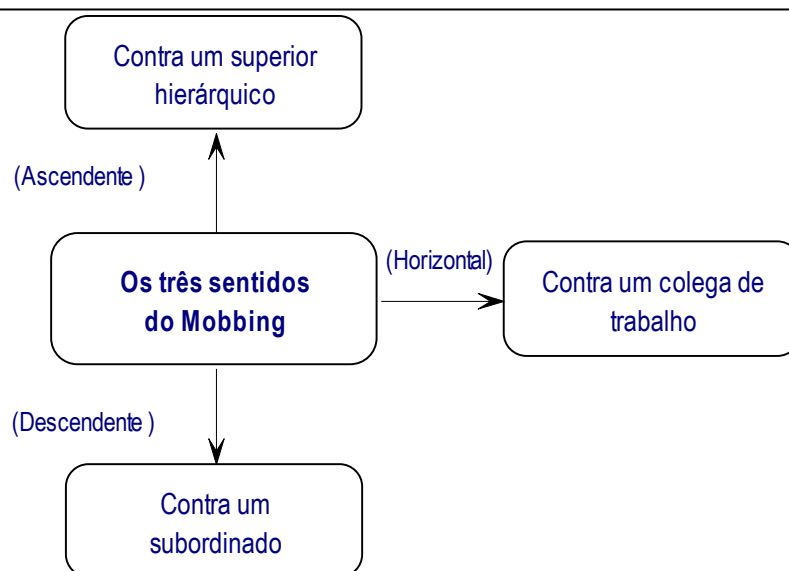 Contra um superior
hierárquico
(Ascendente )
Os três sentidos
do Mobbing
(Horizontal)
Contra um colega de
trabalho
(Descendente )
Contra um
subordinado